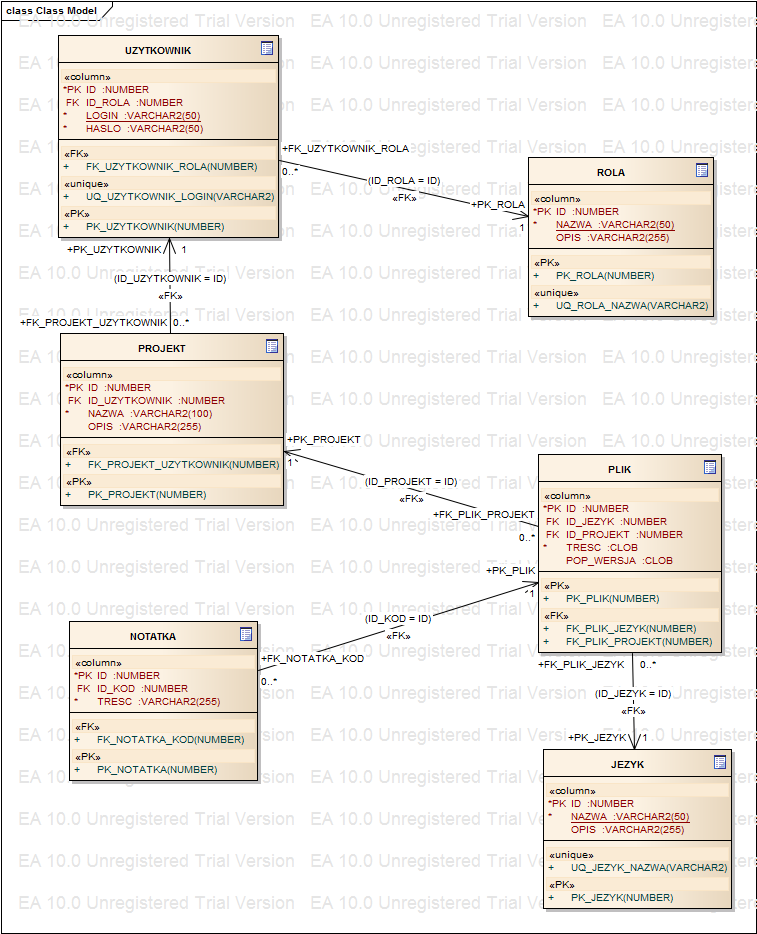 class Class Model
EA 10.0 Unregistered Trial Version
UZYTKOWNIK
«column»
*PK ID :NUMBER
FK ID_ROLA :NUMBER
* LOGIN :VARCHAR2(50)
* HASLO :VARCHAR2(50)
«FK»
+ FK_UZYTKOWNIK_ROLA(NUMBER)
«unique»
+ UQ_UZYTKOWNIK_LOGIN(VARCHAR2)
«PK»
+ PK_UZYTKOWNIK(NUMBER)
+FK_UZYTKOWNIK_ROLA
0..*
(ID_ROLA = ID)
«FK»
+PK_ROLA
1
ROLA
«column»
*PK ID :NUMBER
* NAZWA :VARCHAR2(50)
OPIS :VARCHAR2(255)
«PK»
+ PK_ROLA(NUMBER)
«unique»
+ UQ_ROLA_NAZWA(VARCHAR2)
+PK_UZYTKOWNIK 1
(ID_UZYTKOWNIK = ID)
«FK»
+FK_PROJEKT_UZYTKOWNIK 0..*
PROJEKT
«column»
*PK ID :NUMBER
FK ID_UZYTKOWNIK :NUMBER
* NAZWA :VARCHAR2(100)
OPIS :VARCHAR2(255)
«FK»
+ FK_PROJEKT_UZYTKOWNIK(NUMBER)
«PK»
+ PK_PROJEKT(NUMBER)
+PK_PROJEKT
1
(ID_PROJEKT = ID)
«FK»
+FK_PLIK_PROJEKT
0..*
PLIK
«column»
*PK ID :NUMBER
FK ID_JEZYK :NUMBER
FK ID_PROJEKT :NUMBER
* TRESC :CLOB
POP_WERSJA :CLOB
«PK»
+ PK_PLIK(NUMBER)
«FK»
+ FK_PLIK_JEZYK(NUMBER)
+ FK_PLIK_PROJEKT(NUMBER)
+PK_PLIK
1
(ID_KOD = ID)
«FK»
+FK_NOTATKA_KOD
0..*
NOTATKA
«column»
*PK ID :NUMBER
FK ID_KOD :NUMBER
* TRESC :VARCHAR2(255)
«FK»
+ FK_NOTATKA_KOD(NUMBER)
«PK»
+ PK_NOTATKA(NUMBER)
+FK_PLIK_JEZYK 0..*
(ID_JEZYK = ID)
«FK»
+PK_JEZYK 1
JEZYK
«column»
*PK ID :NUMBER
* NAZWA :VARCHAR2(50)
OPIS :VARCHAR2(255)
«unique»
+ UQ_JEZYK_NAZWA(VARCHAR2)
«PK»
+ PK_JEZYK(NUMBER)